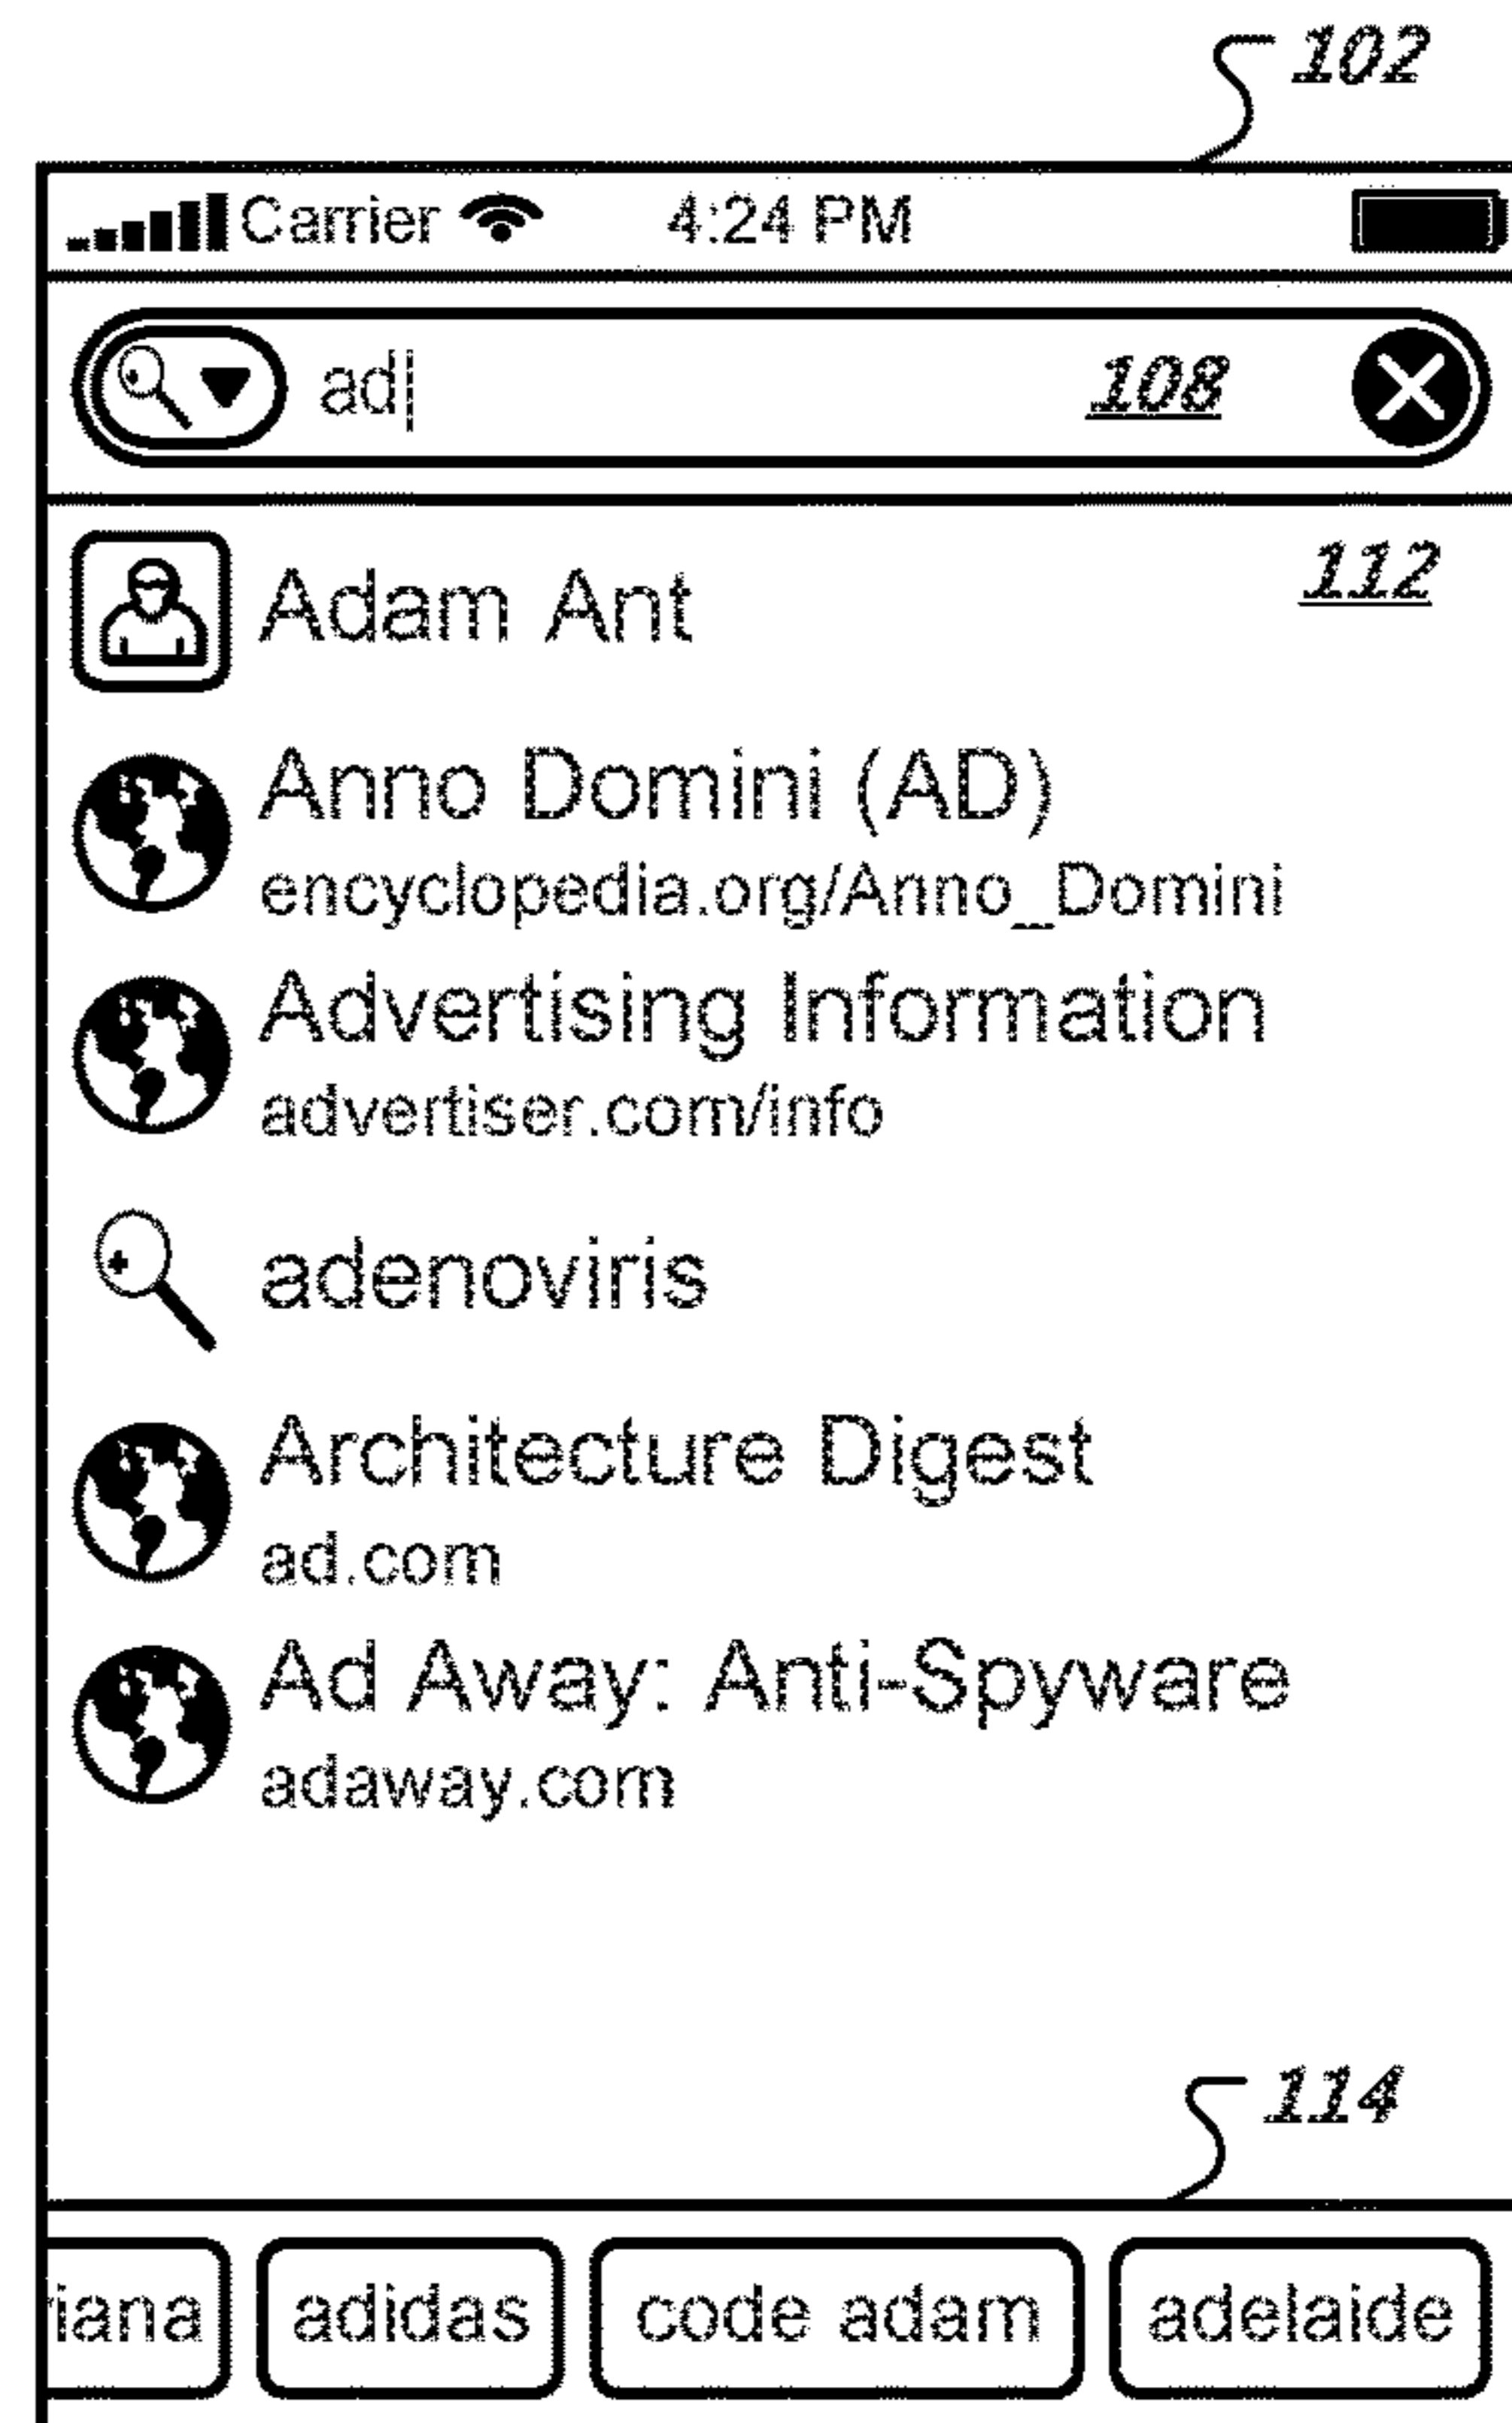 102
Carrier 4:24 PM
ad 108
Adam Ant 112
Anno Domini (AD)
encyclopedia.org/Anno_Domini
Advertising Information
advertiser.com/info
adenoviris
Architecture Digest
ad.com
Ad Away: Anti-Spyware
adaway.com
114
iana adidas code adam adelaide